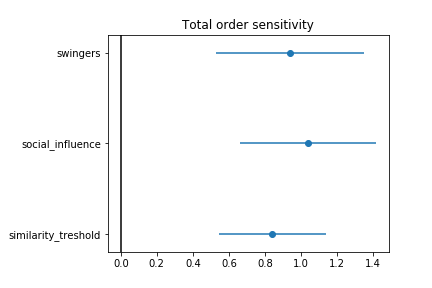 Total order sensitivity
swingers
social_influence
similarity_treshold
0.0 0.2 0.4 0.6 0.8 1.0 1.2 1.4